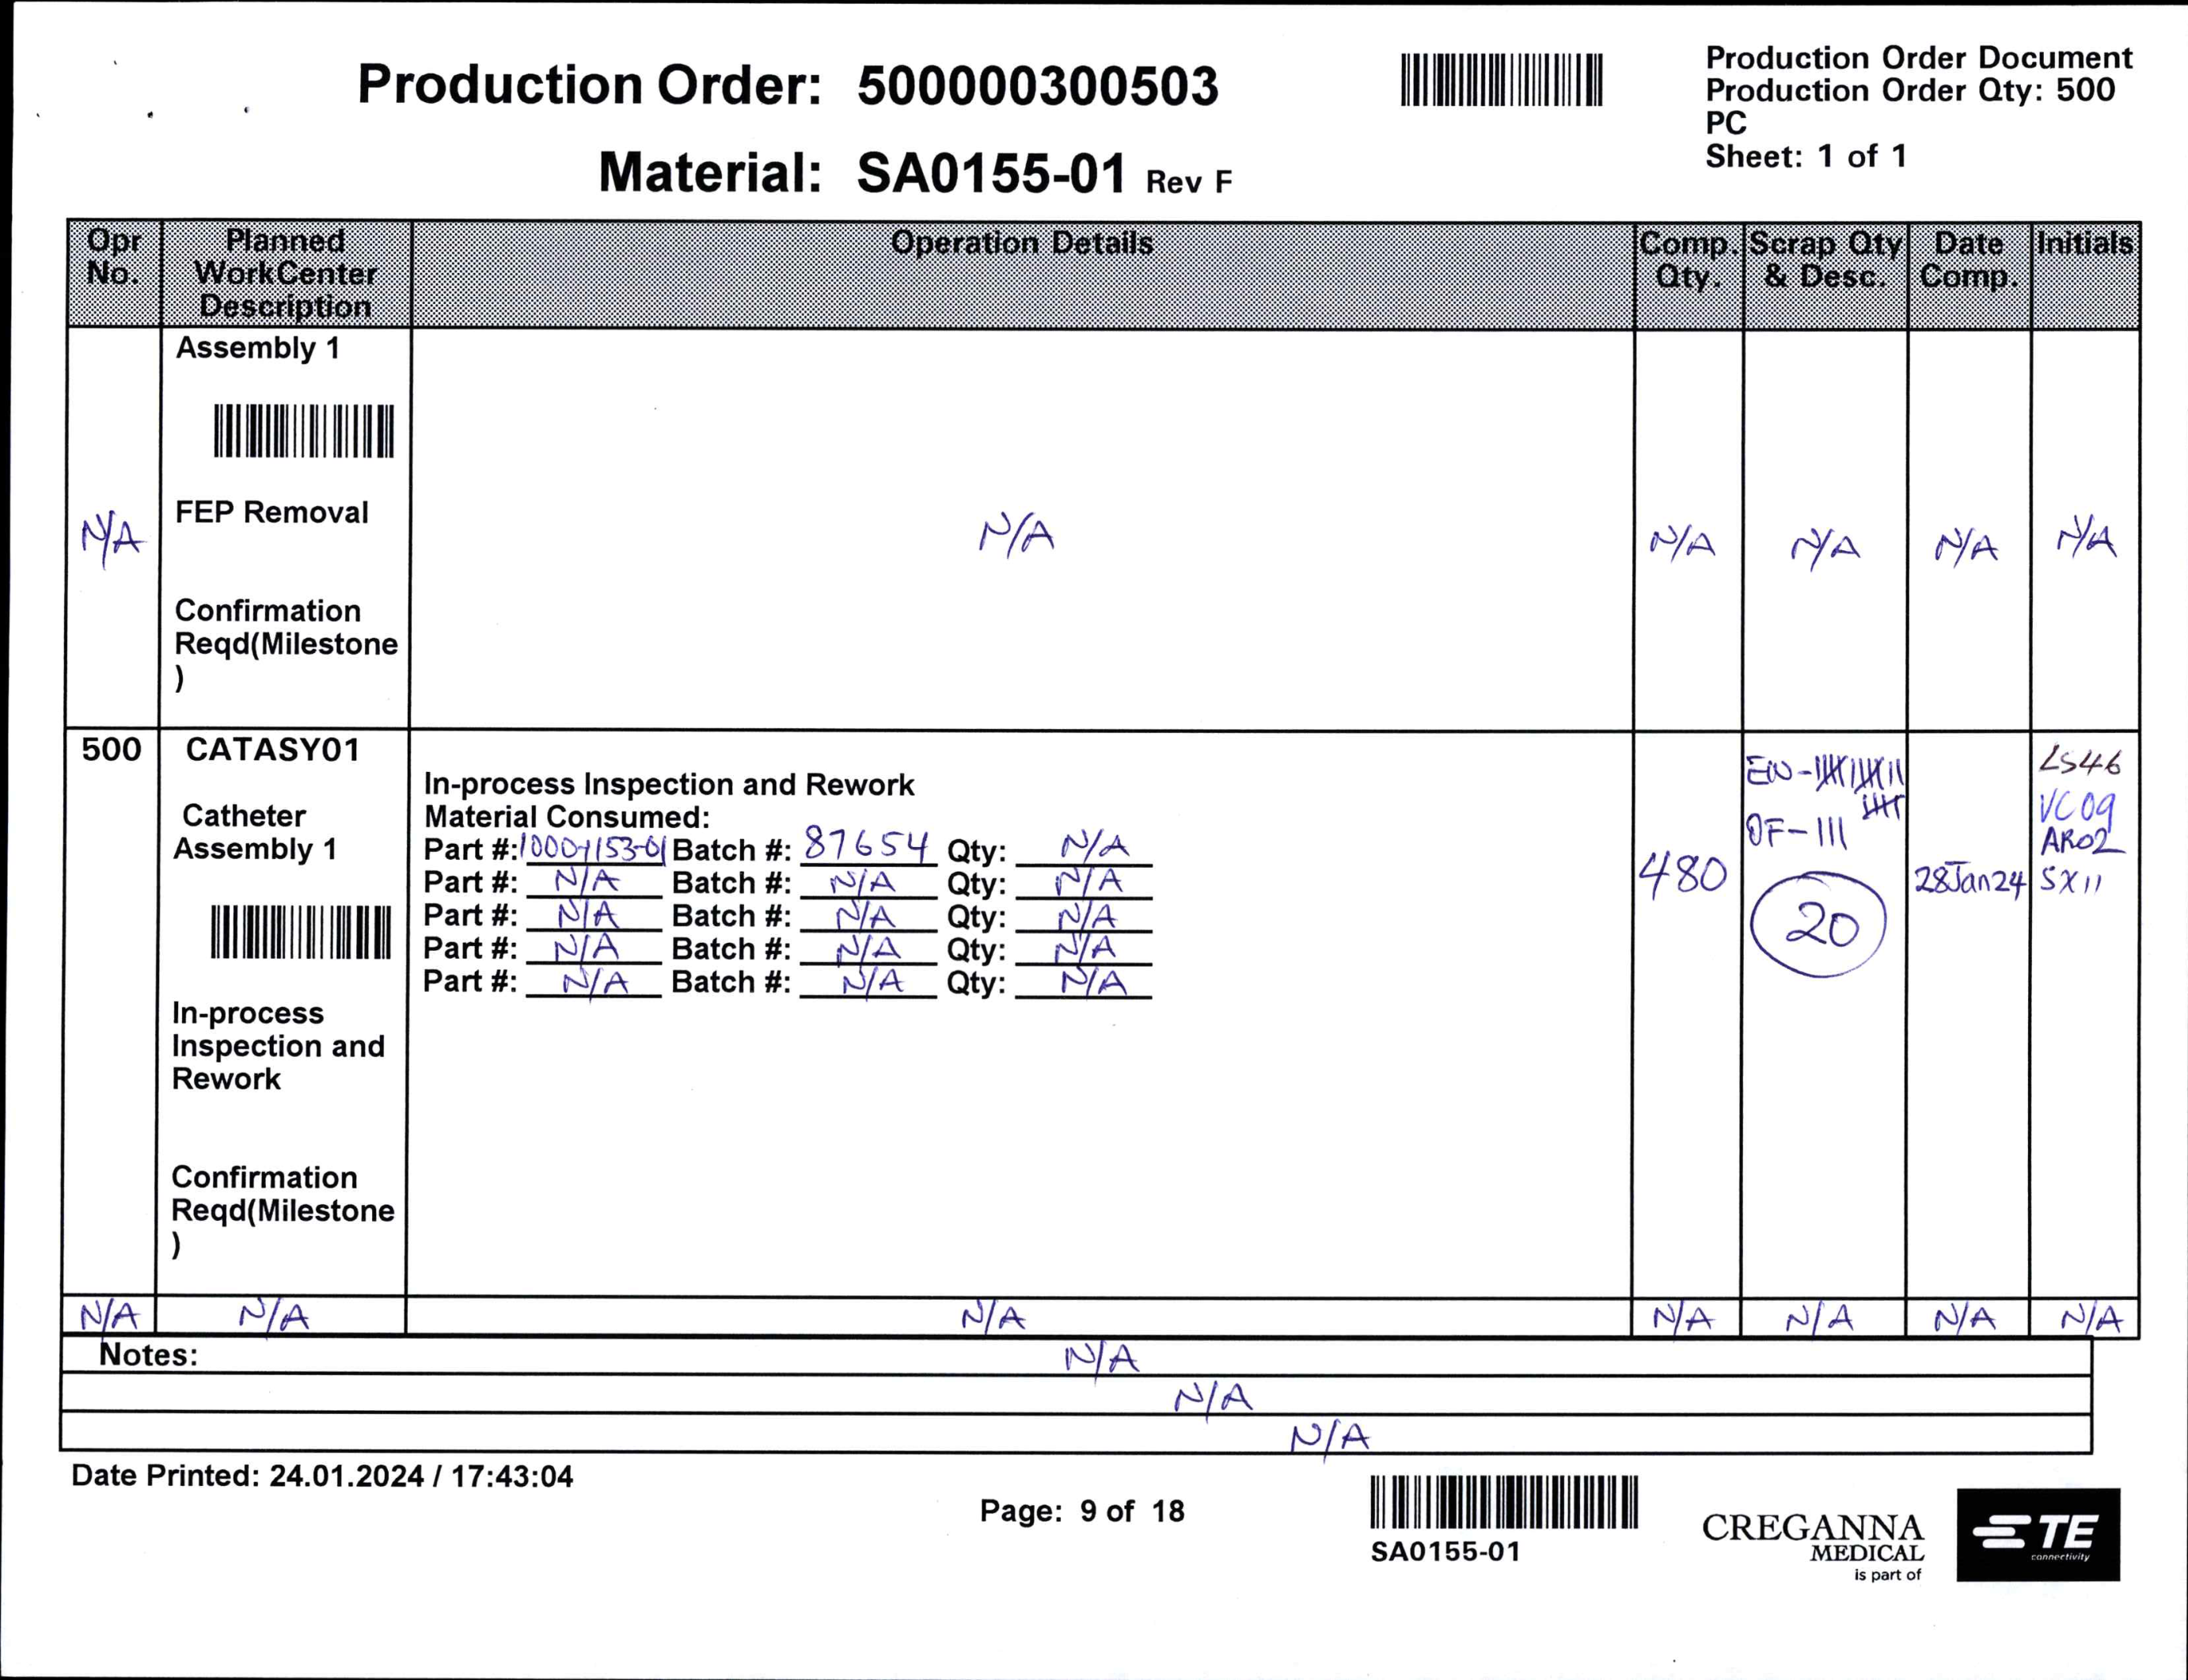 Production Order: 500000300503
Production Order Document
Production Order Qty: 500
PC
Sheet: 1 of 1
Material: SA0155-01 Rev F
Opr No. Planned WorkCenter Description Operation Details Comp. Qty. Scrap Qty & Desc. Date Comp. Initials
Assembly 1
FEP Removal
N/A N/A N/A N/A N/A N/A
Confirmation
Reqd(Milestone
)
500 CATASY01
In-process Inspection and Rework
Catheter
Assembly 1
Material Consumed:
Part #: Batch #: 87654 Qty: N/A
Part #: N/A Batch #: N/A Qty: N/A
Part #: N/A Batch #: N/A Qty: N/A
Part #: N/A Batch #: N/A Qty: N/A
Part #: N/A Batch #: N/A Qty: N/A
In-process
Inspection and
Rework
Confirmation
Reqd(Milestone
)
480
OF-III
20
28Jan24
LS46
VC09
AR02
SX11
N/A N/A N/A N/A N/A N/A N/A
Notes: N/A
N/A
N/A
Date Printed: 24.01.2024 / 17:43:04
Page: 9 of 18
SA0155-01
CREGANNA
MEDICAL
is part of
TE
connectivity